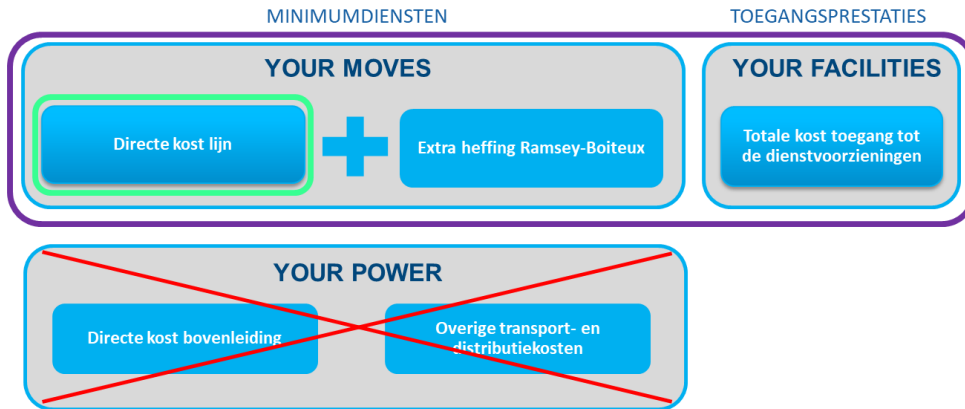 MINIMUMDIENSTEN
TOEGANGSPRESTATIES
YOUR MOVES
YOUR FACILITIES
Directe kost lijn
Extra heffing Ramsey-Boiteux
Totale kost toegang tot
de dienstvoorzieningen
YOUR POWER
Directe kost bovenleiding
Overige transport- en
distributiekosten